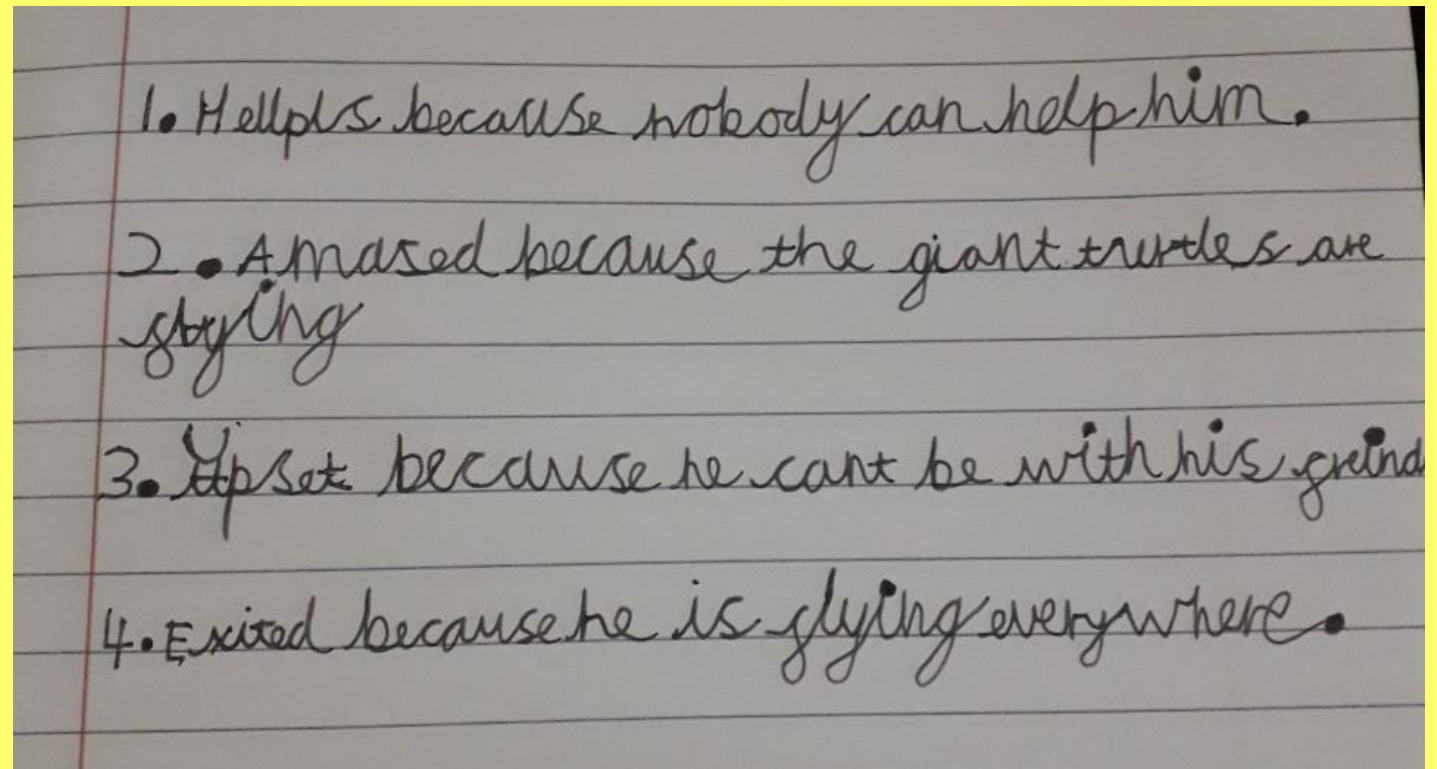 1. Hellpls because nobody can help him.
2. Amased because the giant turtles are
flying
3. Upset because he cant be with his freind
4. Exited because he is flying everywhere.